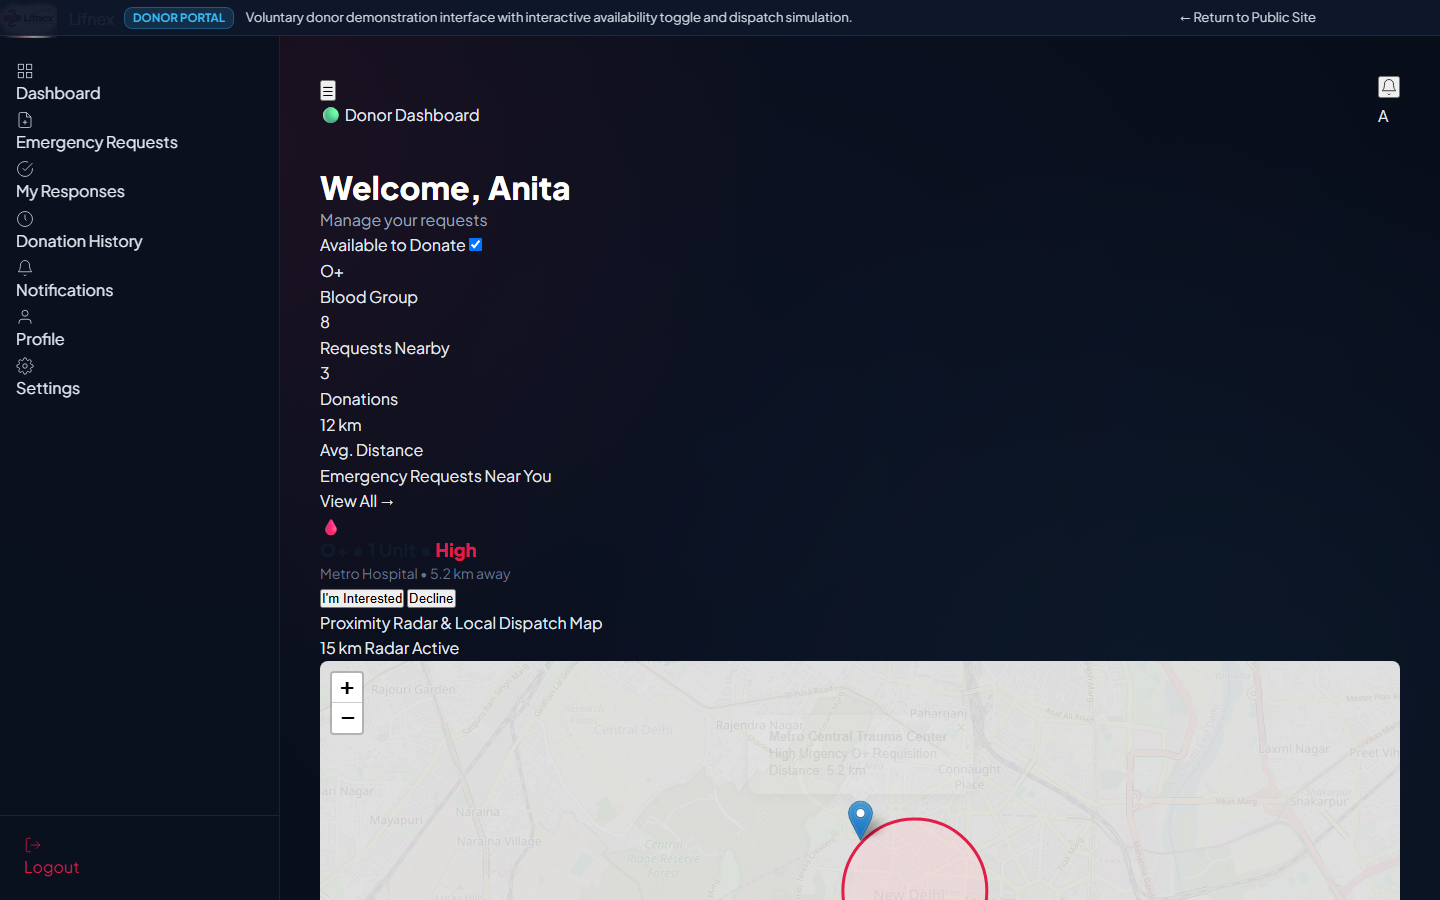 Lifnex DONOR PORTAL Voluntary donor demonstration interface with interactive availability toggle and dispatch simulation. ← Return to Public Site
Dashboard
Emergency Requests
My Responses
Donation History
Notifications
Profile
Settings
Logout
☰
Donor Dashboard
A
Welcome, Anita
Manage your requests
Available to Donate
O+
Blood Group
8
Requests Nearby
3
Donations
12 km
Avg. Distance
Emergency Requests Near You
View All →
O+ • 1 Unit • High
Metro Hospital • 5.2 km away
I'm Interested Decline
Proximity Radar & Local Dispatch Map
15 km Radar Active
+
−
Rajouri Garden
Central Delhi
Rajendra Nagar
Paharganj
Metro Central Trauma Center
High Urgency O+ Requisition
Distance: 5.2 km
Connaught
Place
Laxmi Nagar
Preet Vih
ari Nagar
Naraina
Mayapuri
Naraina Village
Shakarpur
Central
Ridge Reserve
Forest
New Delhi